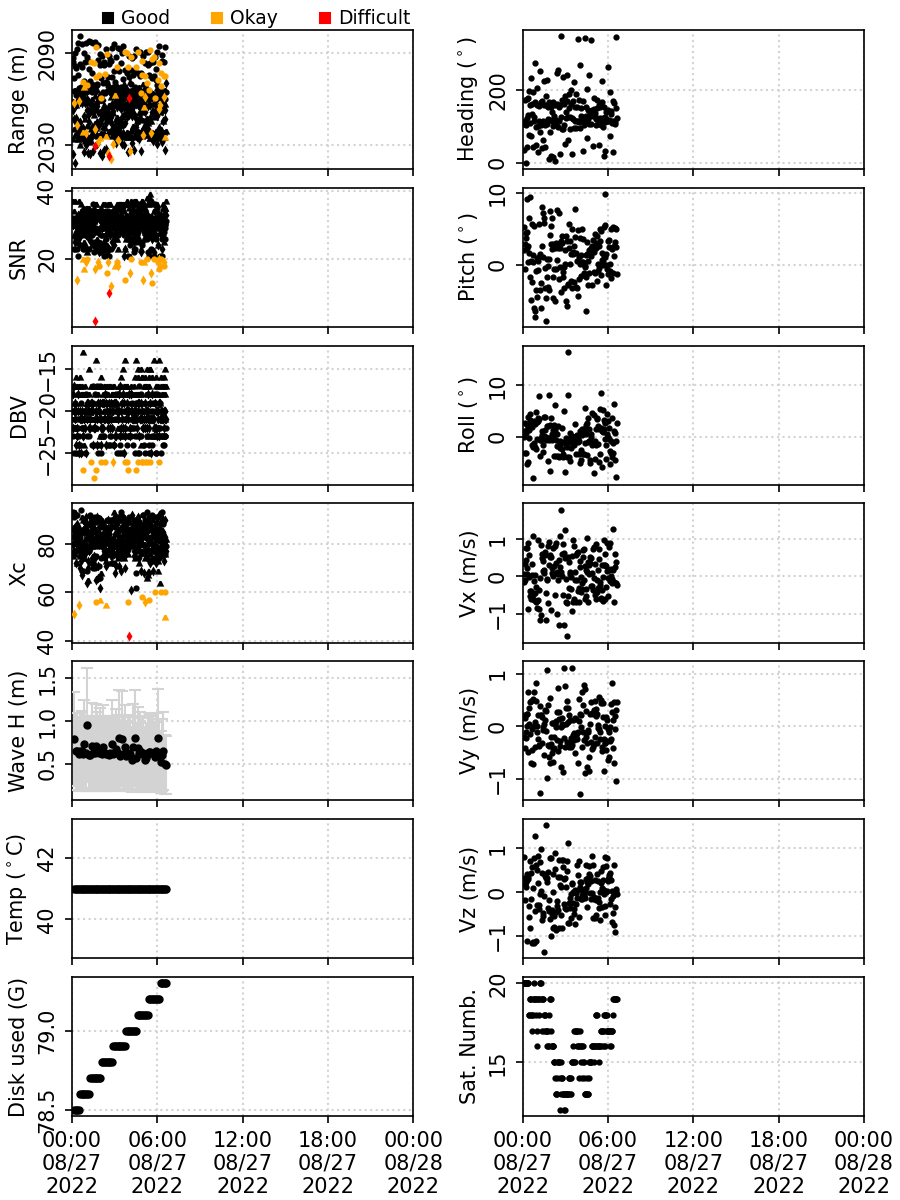 Good Okay Difficult
Range (m)
2090
2030
Heading (°)
200
0
SNR
40
20
Pitch (°)
10
0
DBV
−15
−20
−25
Roll (°)
10
0
Xc
80
60
40
Vx (m/s)
1
0
−1
Wave H (m)
1.5
1.0
0.5
Vy (m/s)
1
0
−1
Temp (°C)
42
40
Vz (m/s)
1
0
−1
Disk used (G)
79.0
78.5
Sat. Numb.
20
15
00:00 06:00 12:00 18:00 00:00
08/27 08/27 08/27 08/27 08/28
2022 2022 2022 2022 2022
00:00 06:00 12:00 18:00 00:00
08/27 08/27 08/27 08/27 08/28
2022 2022 2022 2022 2022